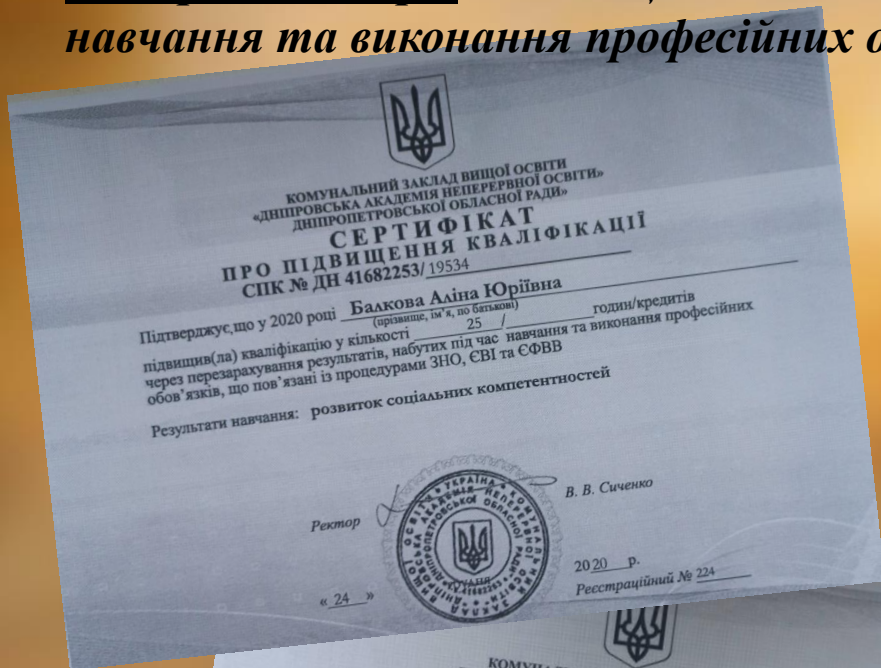 навчання та виконання професійних о
КОМУНАЛЬНИЙ ЗАКЛАД ВИЩОЇ ОСВІТИ
«ДНІПРОВСЬКА АКАДЕМІЯ НЕПЕРЕРВНОЇ ОСВІТИ»
ДНІПРОПЕТРОВСЬКОЇ ОБЛАСНОЇ РАДИ»
СЕРТИФІКАТ
ПРО ПІДВИЩЕННЯ КВАЛІФІКАЦІЇ
СПК № ДН 41682253/19534
Підтверджує,що у 2020 році Балкова Аліна Юріївна
(прізвище, ім’я, по батькові)
підвищив(ла) кваліфікацію у кількості 25 / годин/кредитів
через перезарахування результатів, набутих під час навчання та виконання професійних
обов’язків, що пов’язані із процедурами ЗНО, ЄВІ та ЄФВВ
Результати навчання: розвиток соціальних компетентностей
Ректор В. В. Сиченко
УКРАЇНА
« 24 » грудня 2020 р.
Реєстраційний № 224
КОМУНА